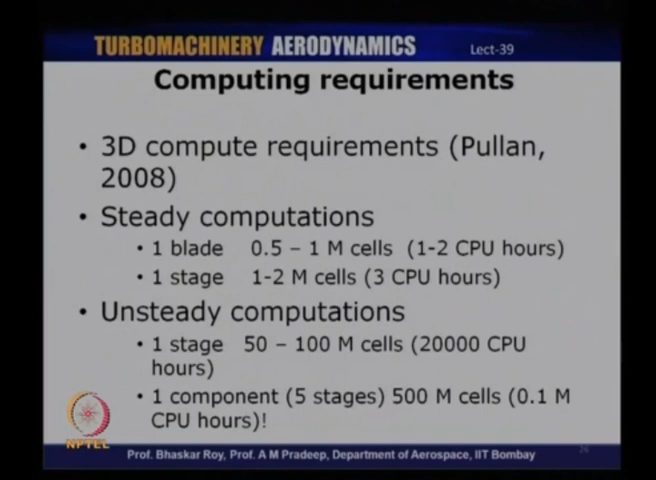 TURBOMACHINERY AERODYNAMICS Lect-39
Computing requirements
• 3D compute requirements (Pullan,
2008)
• Steady computations
• 1 blade 0.5 – 1 M cells (1-2 CPU hours)
• 1 stage 1-2 M cells (3 CPU hours)
• Unsteady computations
• 1 stage 50 – 100 M cells (20000 CPU
hours)
• 1 component (5 stages) 500 M cells (0.1 M
CPU hours)!
NPTEL
Prof. Bhaskar Roy, Prof. A M Pradeep, Department of Aerospace, IIT Bombay